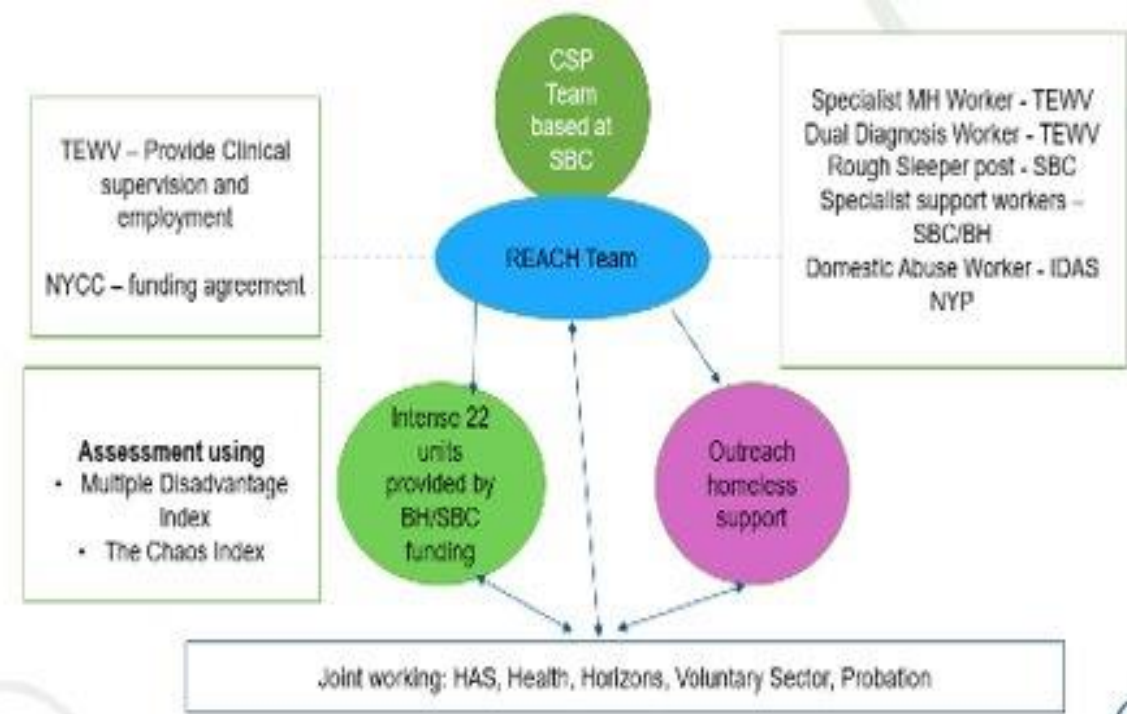 CSP
Team
based at
SBC
TEWV – Provide Clinical
supervision and
employment
NYCC – funding agreement
REACH Team
Specialist MH Worker - TEWV
Dual Diagnosis Worker - TEWV
Rough Sleeper post - SBC
Specialist support workers –
SBC/BH
Domestic Abuse Worker - IDAS
NYP
Assessment using
• Multiple Disadvantage
Index
• The Chaos Index
Intense 22
units
provided by
BH/SBC
funding
Outreach
homeless
support
Joint working: HAS, Health, Horizons, Voluntary Sector, Probation